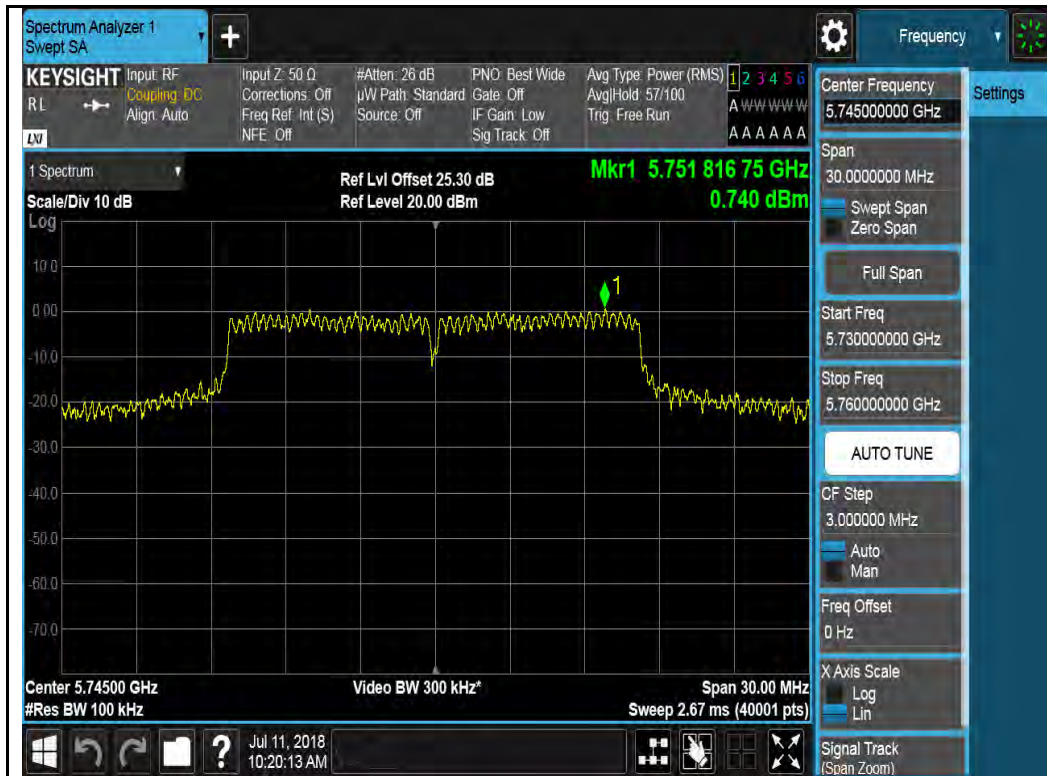 Spectrum Analyzer 1
Swept SA
+
Frequency
KEYSIGHT
R L
LXI
Input: RF
Coupling: DC
Align: Auto
Input Z: 50 Ω
Corrections: Off
Freq Ref: Int (S)
NFE: Off
#Atten: 26 dB
µW Path: Standard
Source: Off
PNO: Best Wide
Gate: Off
IF Gain: Low
Sig Track: Off
Avg Type: Power (RMS)
Avg|Hold: 57/100
Trig: Free Run
1 2 3 4 5 6
A W W W W W
A A A A A A
1 Spectrum
Scale/Div 10 dB
Log
Ref Lvl Offset 25.30 dB
Ref Level 20.00 dBm
Mkr1 5.751 816 75 GHz
0.740 dBm
10.0
0.00
-10.0
-20.0
-30.0
-40.0
-50.0
-60.0
-70.0
1
Center 5.74500 GHz
#Res BW 100 kHz
Video BW 300 kHz*
Span 30.00 MHz
Sweep 2.67 ms (40001 pts)
Center Frequency
5.745000000 GHz
Settings
Span
30.0000000 MHz
Swept Span
Zero Span
Full Span
Start Freq
5.730000000 GHz
Stop Freq
5.760000000 GHz
AUTO TUNE
CF Step
3.000000 MHz
Auto
Man
Freq Offset
0 Hz
X Axis Scale
Log
Lin
Signal Track
(Span Zoom)
?
Jul 11, 2018
10:20:13 AM